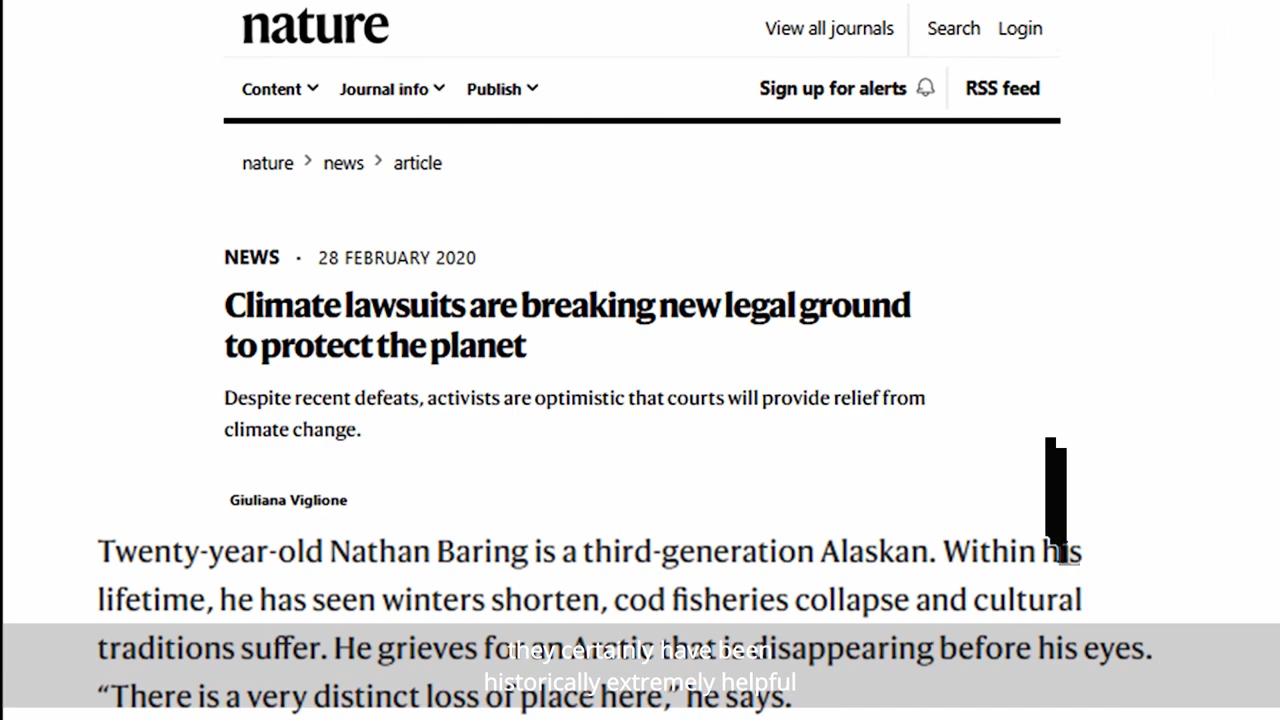 nature
View all journals
Search
Login
Content
Journal info
Publish
Sign up for alerts
RSS feed
nature > news > article
NEWS · 28 FEBRUARY 2020
Climate lawsuits are breaking new legal ground
to protect the planet
Despite recent defeats, activists are optimistic that courts will provide relief from
climate change.
Giuliana Viglione
Twenty-year-old Nathan Baring is a third-generation Alaskan. Within his
lifetime, he has seen winters shorten, cod fisheries collapse and cultural
traditions suffer. He grieves for an Arctic that is disappearing before his eyes.
“There is a very distinct loss of place here,” he says.
they certainly have been
historically extremely helpful